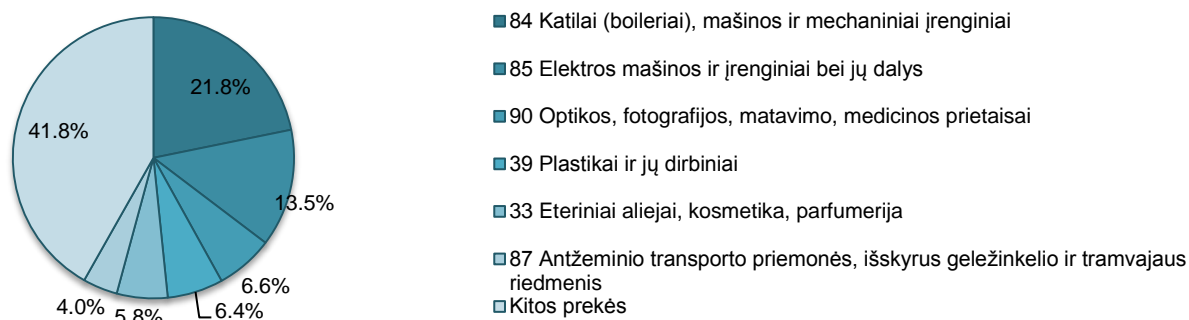 84 Katilai (boileriai), mašinos ir mechaniniai įrenginiai
21.8%
85 Elektros mašinos ir įrenginiai bei jų dalys
41.8%
90 Optikos, fotografijos, matavimo, medicinos prietaisai
39 Plastikai ir jų dirbiniai
13.5%
33 Eteriniai aliejai, kosmetika, parfumerija
87 Antžeminio transporto priemonės, išskyrus geležinkelio ir tramvajaus
riedmenis
6.6%
4.0%
5.8%
6.4%
Kitos prekės